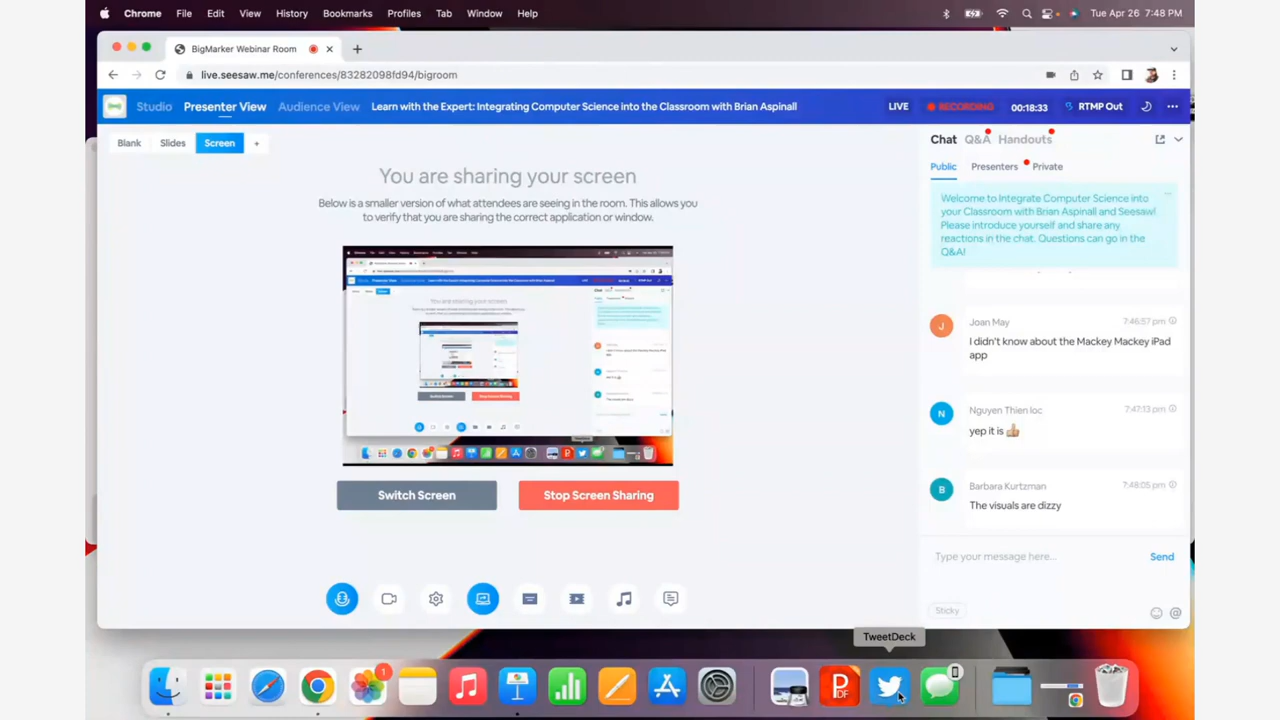 Chrome File Edit View History Bookmarks Profiles Tab Window Help Tue Apr 26 7:48 PM
BigMarker Webinar Room
live.seesaw.me/conferences/83282098fd94/bigroom
Studio Presenter View Audience View Learn with the Expert: Integrating Computer Science into the Classroom with Brian Aspinall LIVE RECORDING 00:18:33 RTMP Out
Blank Slides Screen +
You are sharing your screen
Below is a smaller version of what attendees are seeing in the room. This allows you
to verify that you are sharing the correct application or window.
Switch Screen Stop Screen Sharing
Chat Q&A Handouts
Public Presenters Private
Welcome to Integrate Computer Science into
your Classroom with Brian Aspinall and Seesaw!
Please introduce yourself and share any
reactions in the chat. Questions can go in the
Q&A!
J Joan May 7:46:57 pm
I didn't know about the Mackey Mackey iPad
app
N Nguyen Thien loc 7:47:13 pm
yep it is 👍🏼
B Barbara Kurtzman 7:48:05 pm
The visuals are dizzy
Type your message here... Send
Sticky
TweetDeck
1
PDF